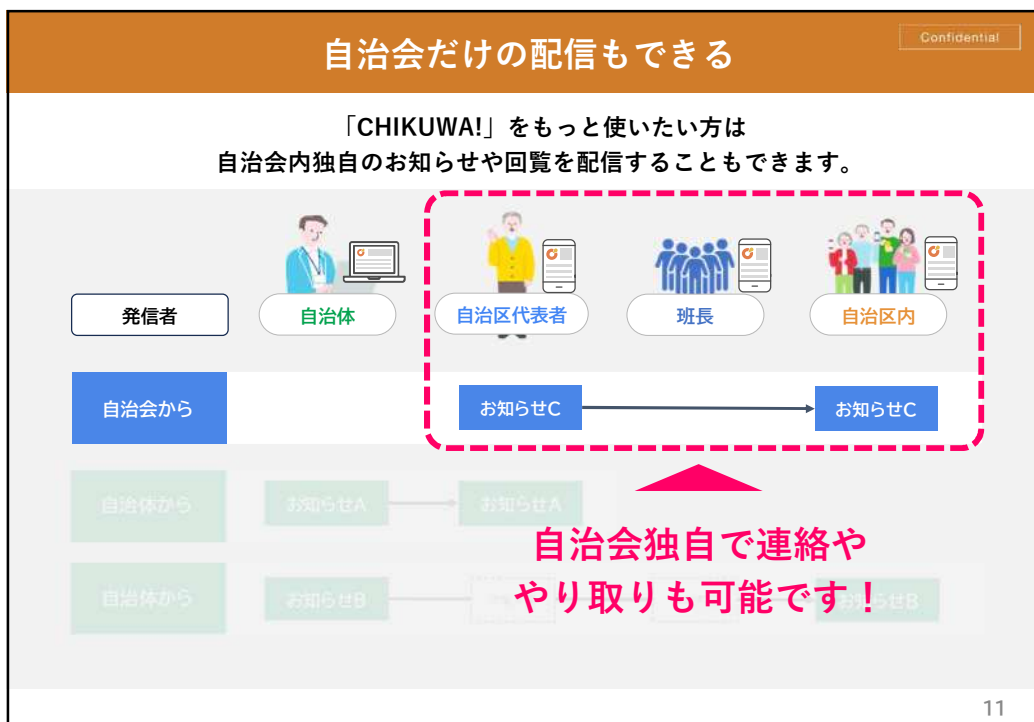 自治会だけの配信もできる
Confidential
「CHIKUWA!」をもっと使いたい方は
自治会内独自のお知らせや回覧を配信することもできます。
発信者
自治体
自治区代表者
班長
自治区内
自治会から
お知らせC
お知らせC
自治体から
お知らせA
お知らせA
自治会独自で連絡や
やり取りも可能です！
自治体から
お知らせB
お知らせB
11